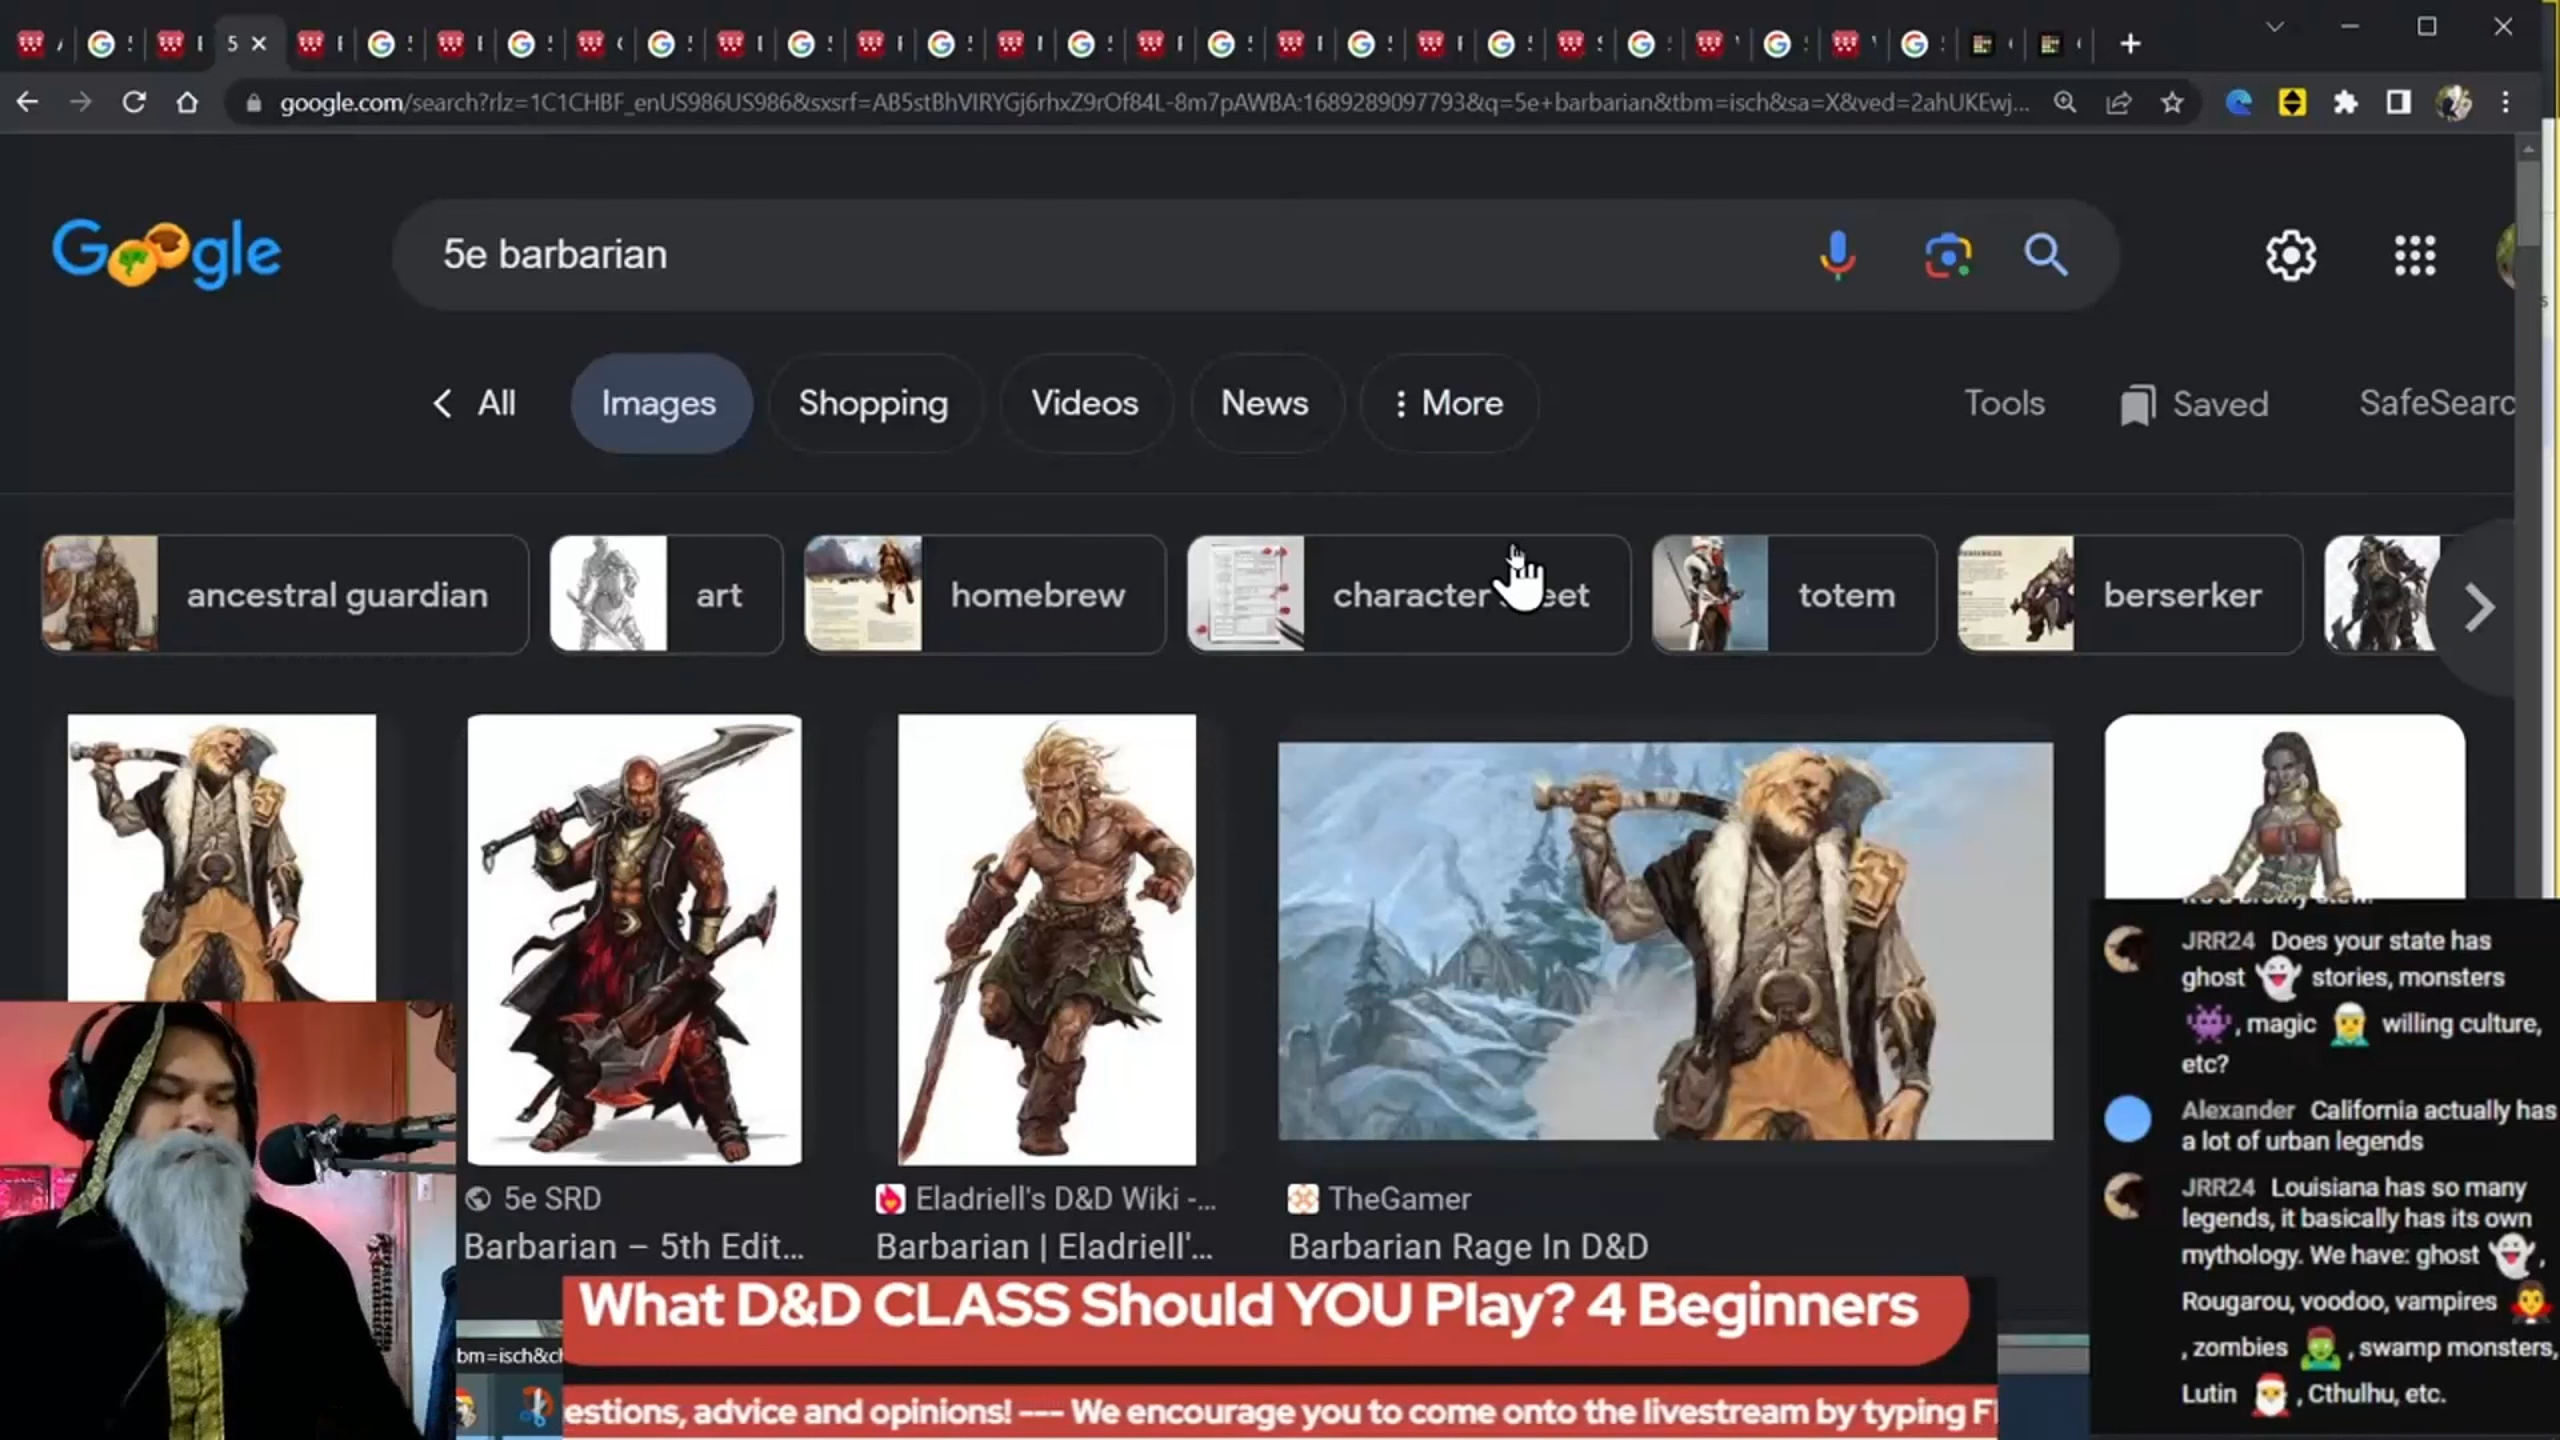 5
google.com/search?rlz=1C1CHBF_enUS986US986&sxsrf=AB5stBhVIRYGj6rhxZ9rOf84L-8m7pAWBA:1689289097793&q=5e+barbarian&tbm=isch&sa=X&ved=2ahUKEwj...
Google
5e barbarian
All
Images
Shopping
Videos
News
More
Tools
Saved
SafeSearc
ancestral guardian
art
homebrew
character
totem
berserker
5e SRD
Barbarian – 5th Edit...
Eladriell's D&D Wiki -...
Barbarian | Eladriell'...
TheGamer
Barbarian Rage In D&D
JRR24 Does your state has
ghost 👻 stories, monsters
👾, magic 🧝 willing culture,
etc?
Alexander California actually has
a lot of urban legends
JRR24 Louisiana has so many
legends, it basically has its own
mythology. We have: ghost 👻,
Rougarou, voodoo, vampires 🧛
, zombies 🧟, swamp monsters,
Lutin 🎅, Cthulhu, etc.
What D&D CLASS Should YOU Play? 4 Beginners
bm=isch&cl
estions, advice and opinions! --- We encourage you to come onto the livestream by typing F